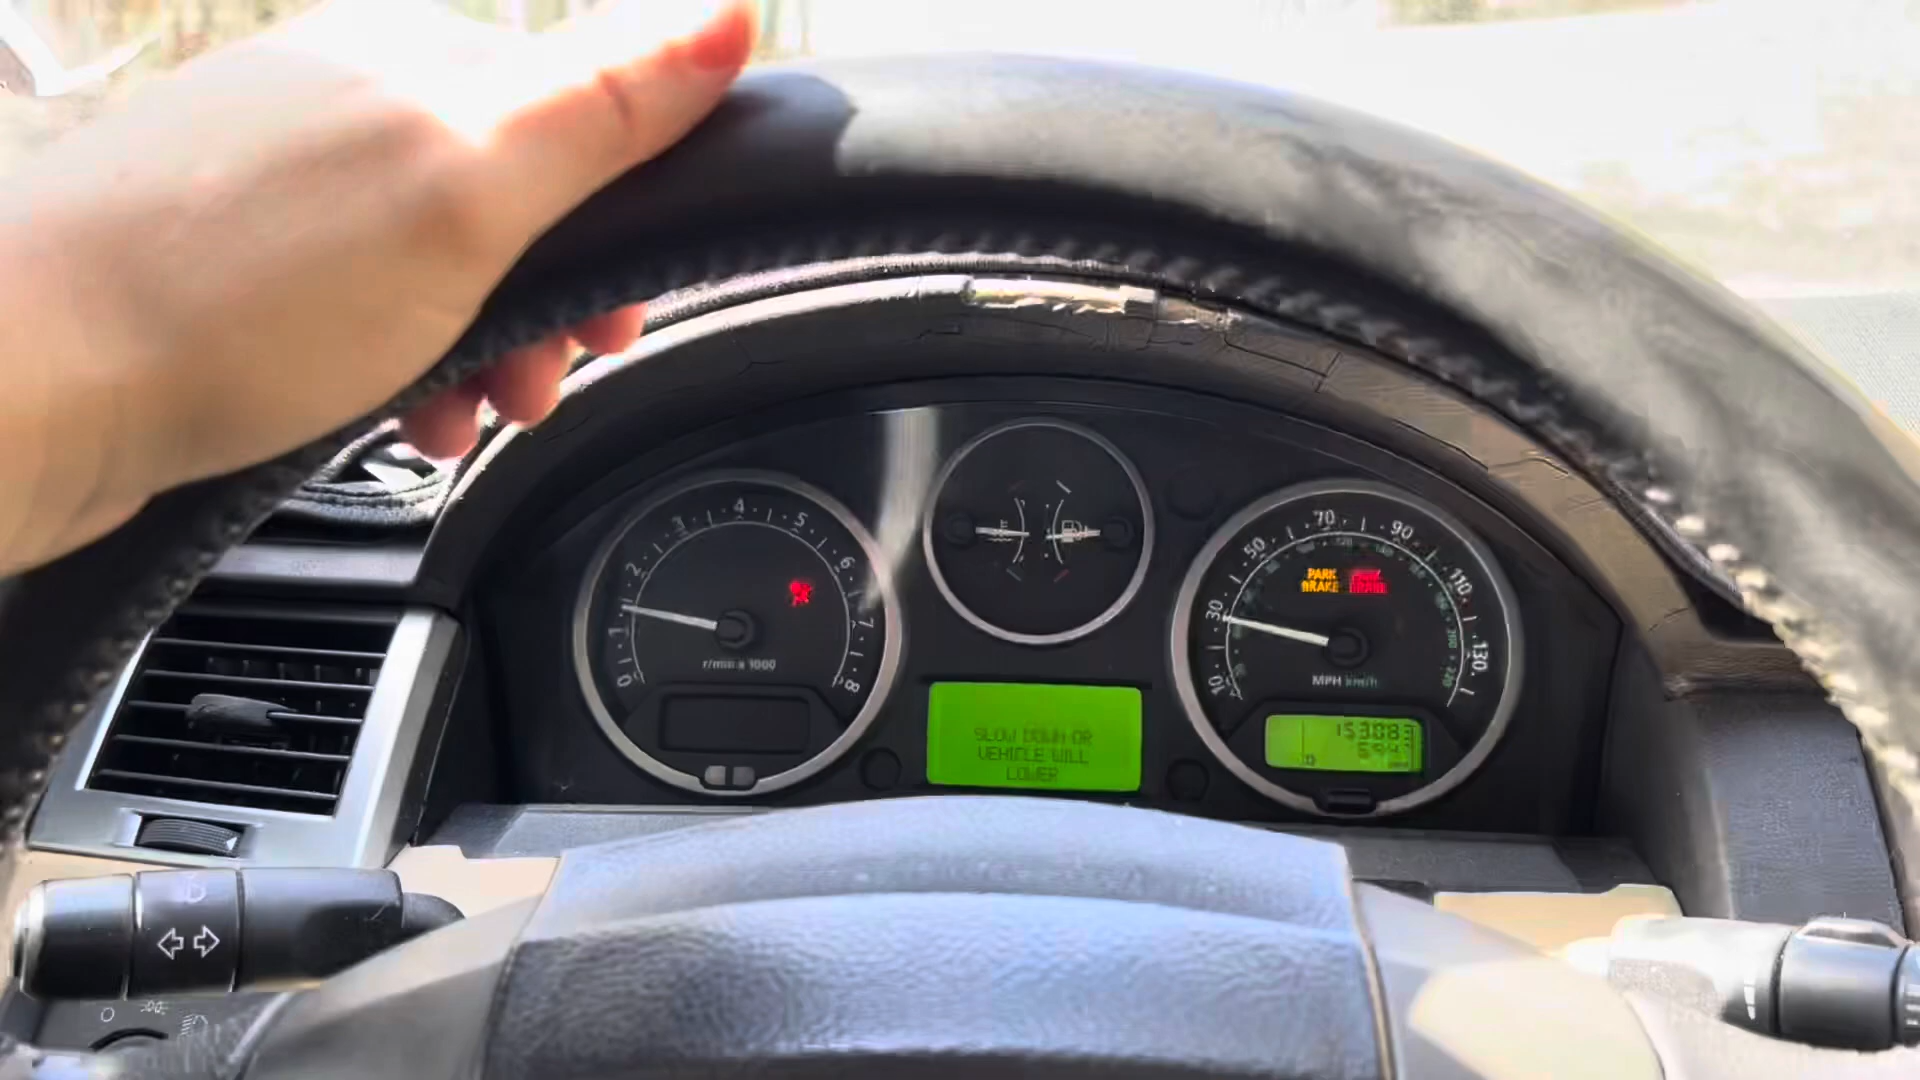 0 1 2 3 4 5 6 7 8
r/min x 1000
SLOW DOWN OR
VEHICLE WILL
LOWER
10 30 50 70 90 110 130
PARK
BRAKE
MPH km/h
153083
D